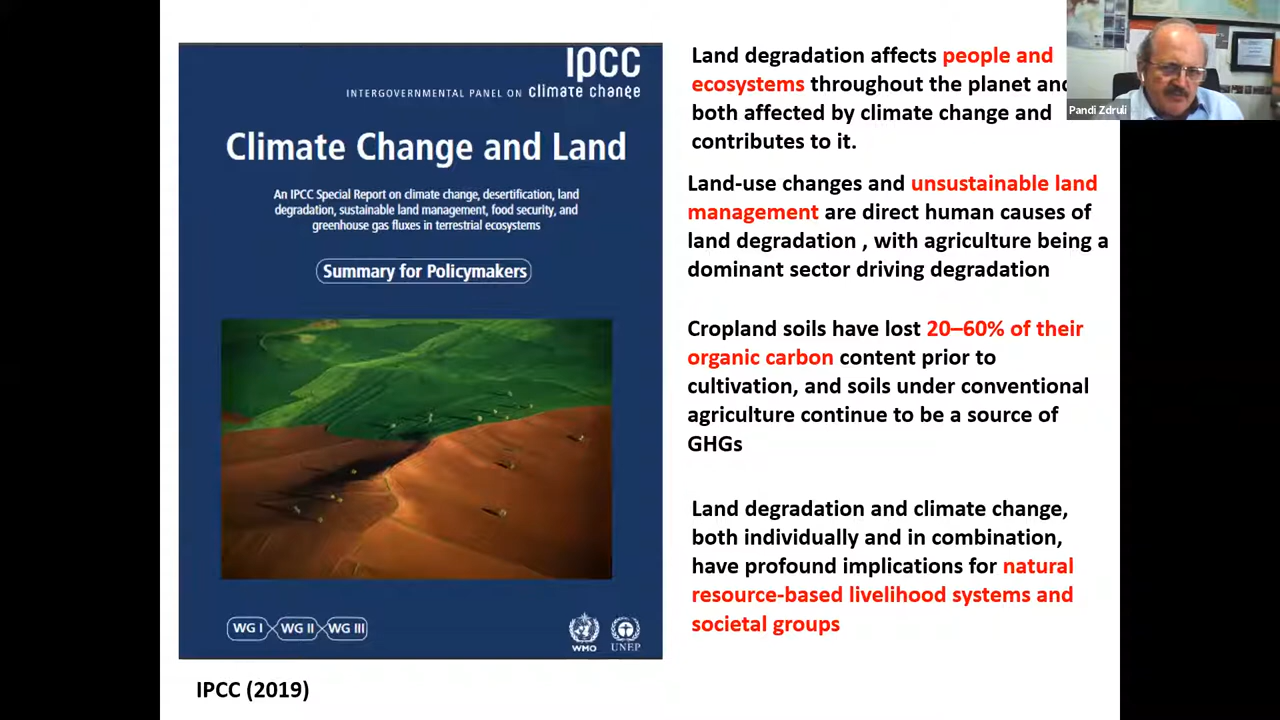 ipcc
INTERGOVERNMENTAL PANEL ON climate change
Climate Change and Land
An IPCC Special Report on climate change, desertification, land
degradation, sustainable land management, food security, and
greenhouse gas fluxes in terrestrial ecosystems
Summary for Policymakers
WG I WG II WG III
WMO UNEP
IPCC (2019)
Land degradation affects people and
ecosystems throughout the planet and
both affected by climate change and
contributes to it.
Land-use changes and unsustainable land
management are direct human causes of
land degradation , with agriculture being a
dominant sector driving degradation
Cropland soils have lost 20–60% of their
organic carbon content prior to
cultivation, and soils under conventional
agriculture continue to be a source of
GHGs
Land degradation and climate change,
both individually and in combination,
have profound implications for natural
resource-based livelihood systems and
societal groups
Pandi Zdruli